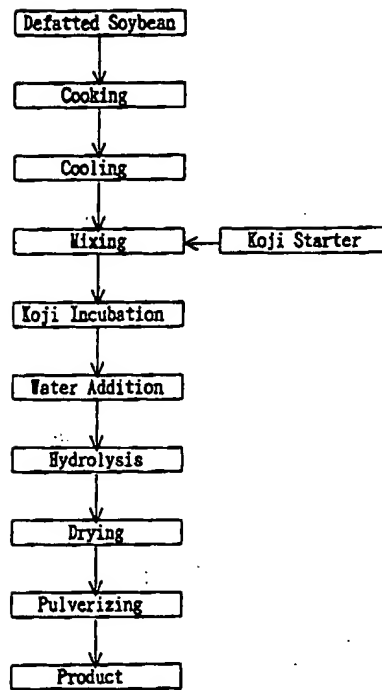 Defatted Soybean
Cooking
Cooling
Mixing
Koji Starter
Koji Incubation
Water Addition
Hydrolysis
Drying
Pulverizing
Product